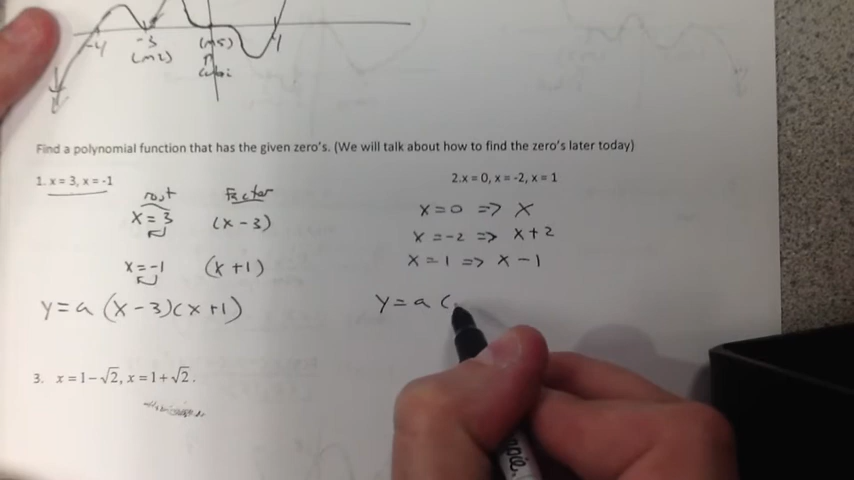 -4 -3 (m5) 1
(m2)
Find a polynomial function that has the given zero's. (We will talk about how to find the zero's later today)
1. x = 3, x = -1
root Factor
x = 3 (x - 3)
x = -1 (x + 1)
y = a (x - 3)(x + 1)
2.x = 0, x = -2, x = 1
x = 0 => x
x = -2 => x + 2
x = 1 => x - 1
y = a (
3. x = 1 - √2, x = 1 + √2.